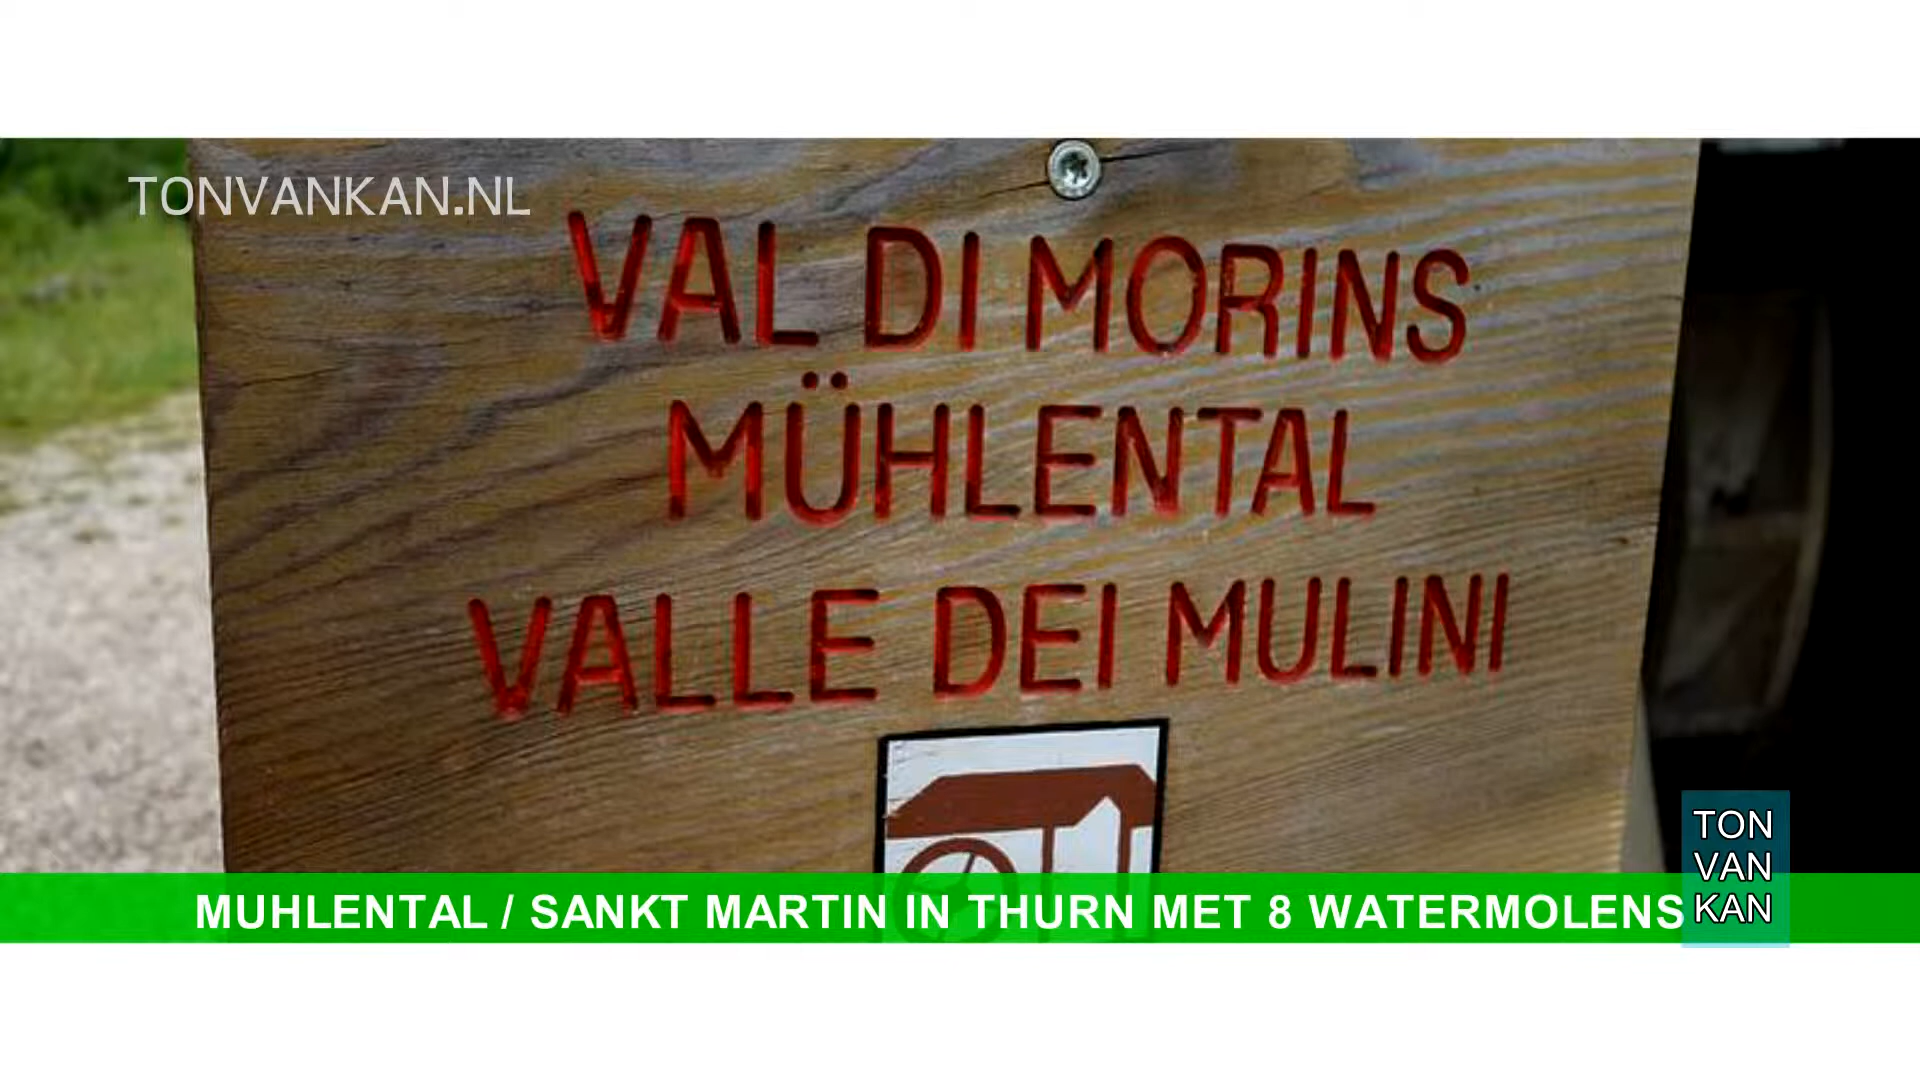 TONVANKAN.NL
VAL DI MORINS
MÜHLENTAL
VALLE DEI MULINI
MUHLENTAL / SANKT MARTIN IN THURN MET 8 WATERMOLENS
TON
VAN
KAN